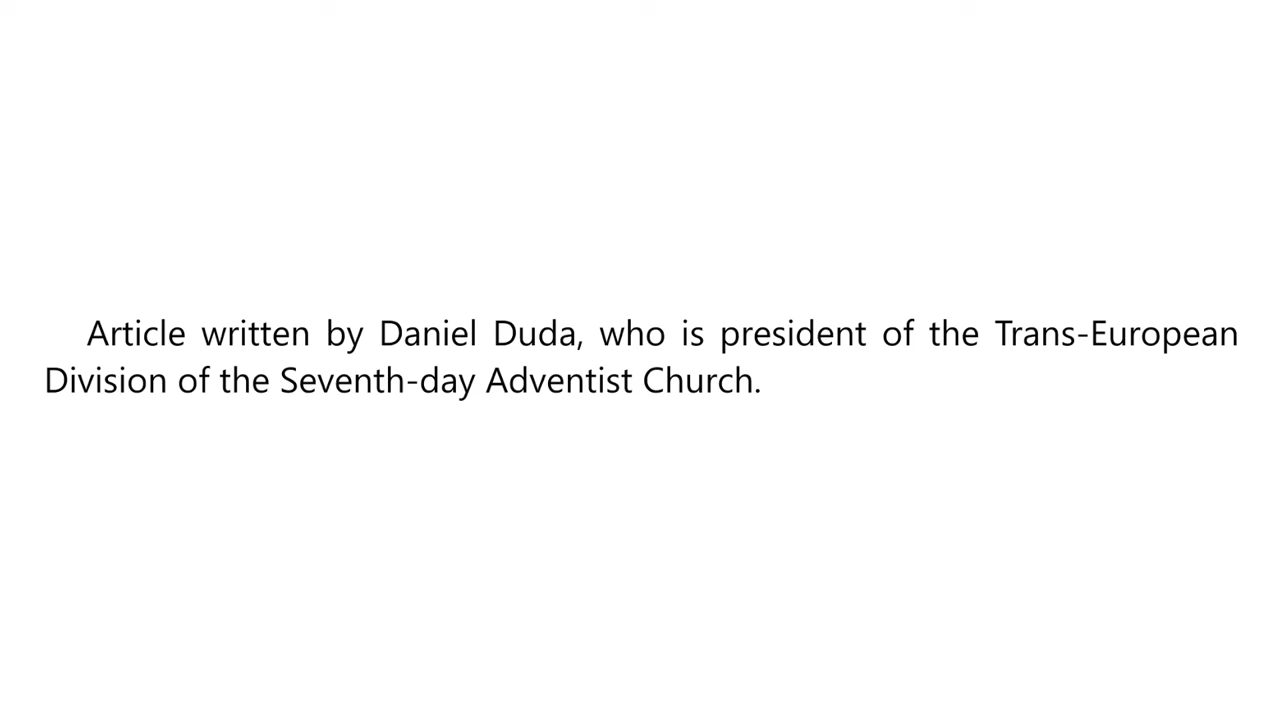 Article written by Daniel Duda, who is president of the Trans-European
Division of the Seventh-day Adventist Church.